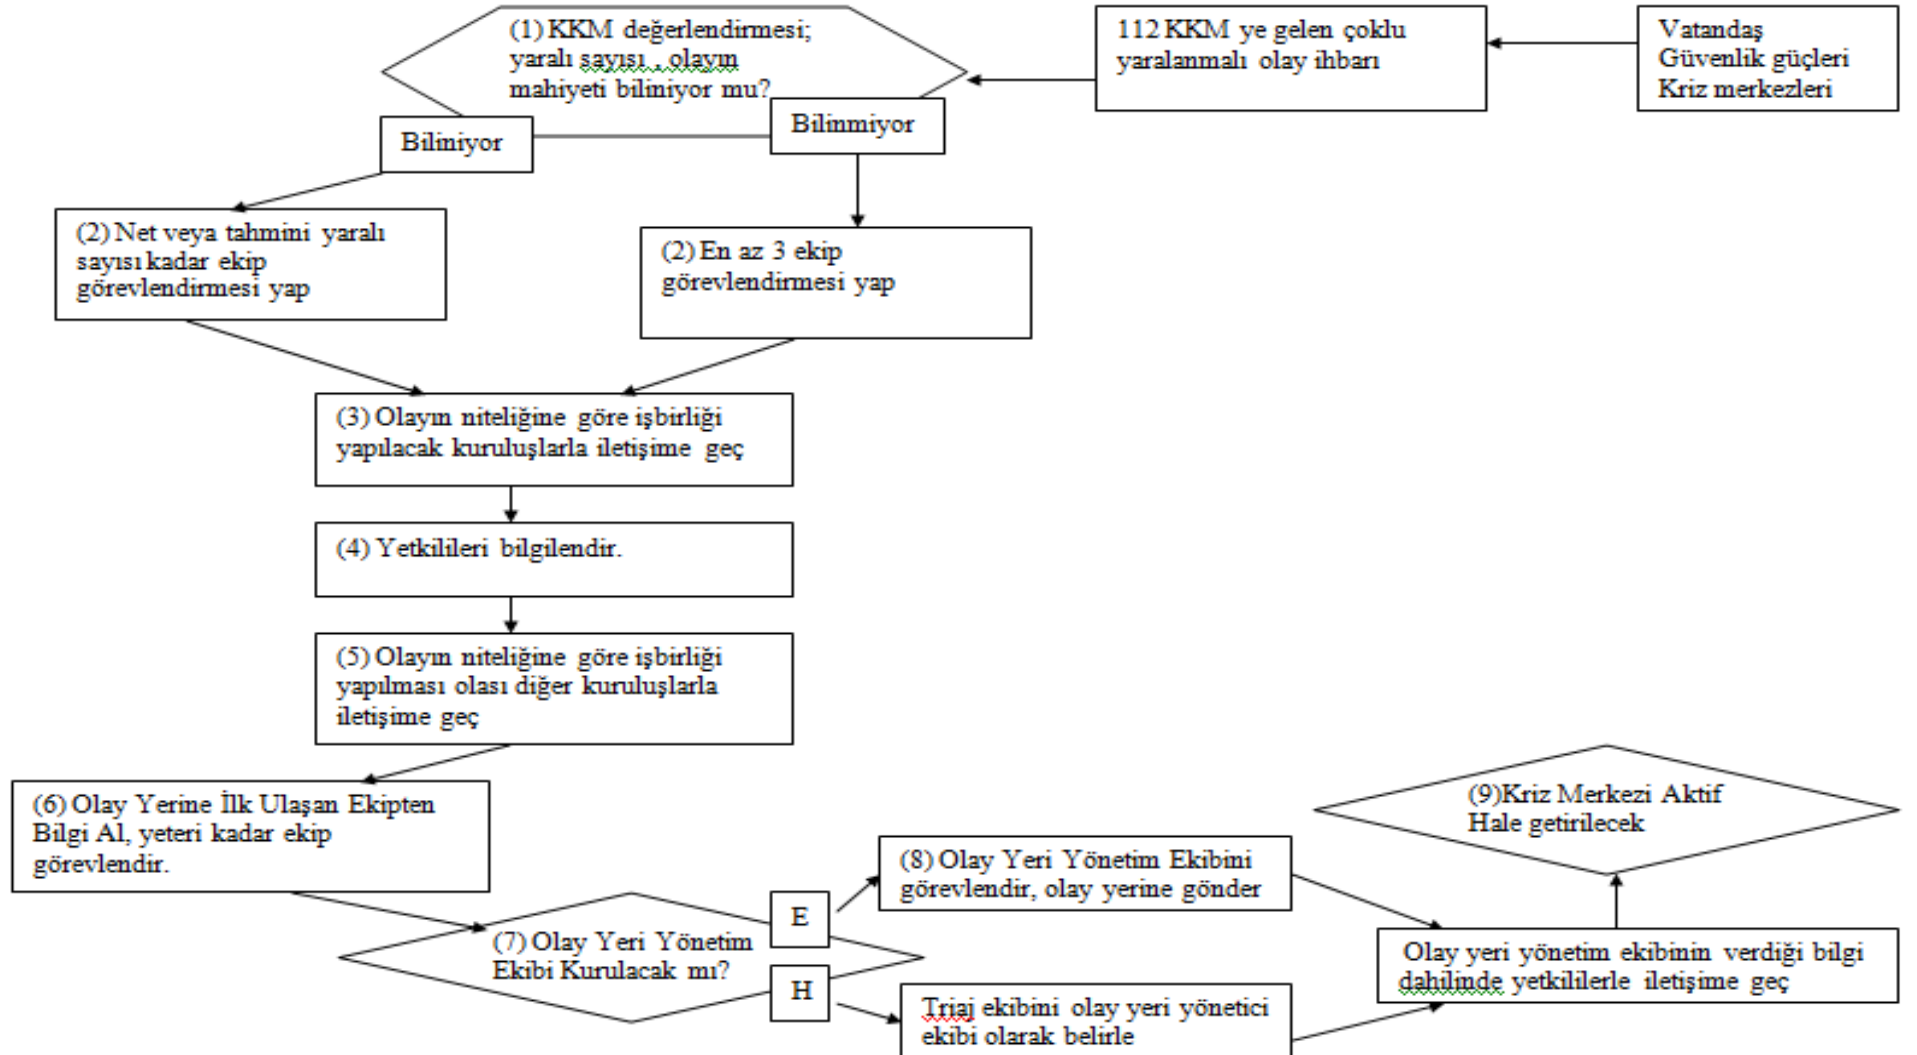 (1) KKM değerlendirmesi;
yaralı sayısı , olayın
mahiyeti biliniyor mu?
112 KKM ye gelen çoklu
yaralanmalı olay ihbarı
Vatandaş
Güvenlik güçleri
Kriz merkezleri
Biliniyor
Bilinmiyor
(2) Net veya tahmini yaralı
sayısı kadar ekip
görevlendirmesi yap
(2) En az 3 ekip
görevlendirmesi yap
(3) Olayın niteliğine göre işbirliği
yapılacak kuruluşlarla iletişime geç
(4) Yetkilileri bilgilendir.
(5) Olayın niteliğine göre işbirliği
yapılması olası diğer kuruluşlarla
iletişime geç
(6) Olay Yerine İlk Ulaşan Ekipten
Bilgi Al, yeteri kadar ekip
görevlendir.
(7) Olay Yeri Yönetim
Ekibi Kurulacak mı?
E
H
(8) Olay Yeri Yönetim Ekibini
görevlendir, olay yerine gönder
Triaj ekibini olay yeri yönetici
ekibi olarak belirle
Olay yeri yönetim ekibinin verdiği bilgi
dahilinde yetkililerle iletişime geç
(9)Kriz Merkezi Aktif
Hale getirilecek